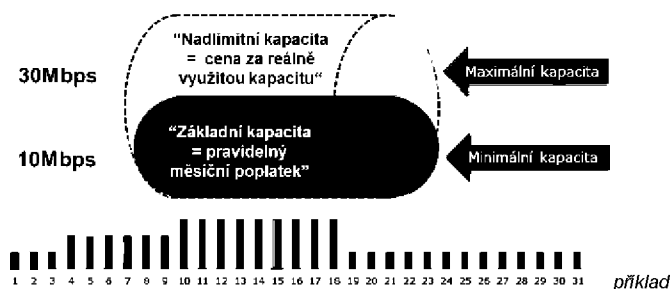 "Nadlimitní kapacita
= cena za reálně
využitou kapacitu"
30Mbps
Maximální kapacita
"Základní kapacita
= pravidelný
měsíční poplatek"
10Mbps
Minimální kapacita
1 2 3 4 5 6 7 8 9 10 11 12 13 14 15 16 17 18 19 20 21 22 23 24 25 26 27 28 29 30 31
příklad